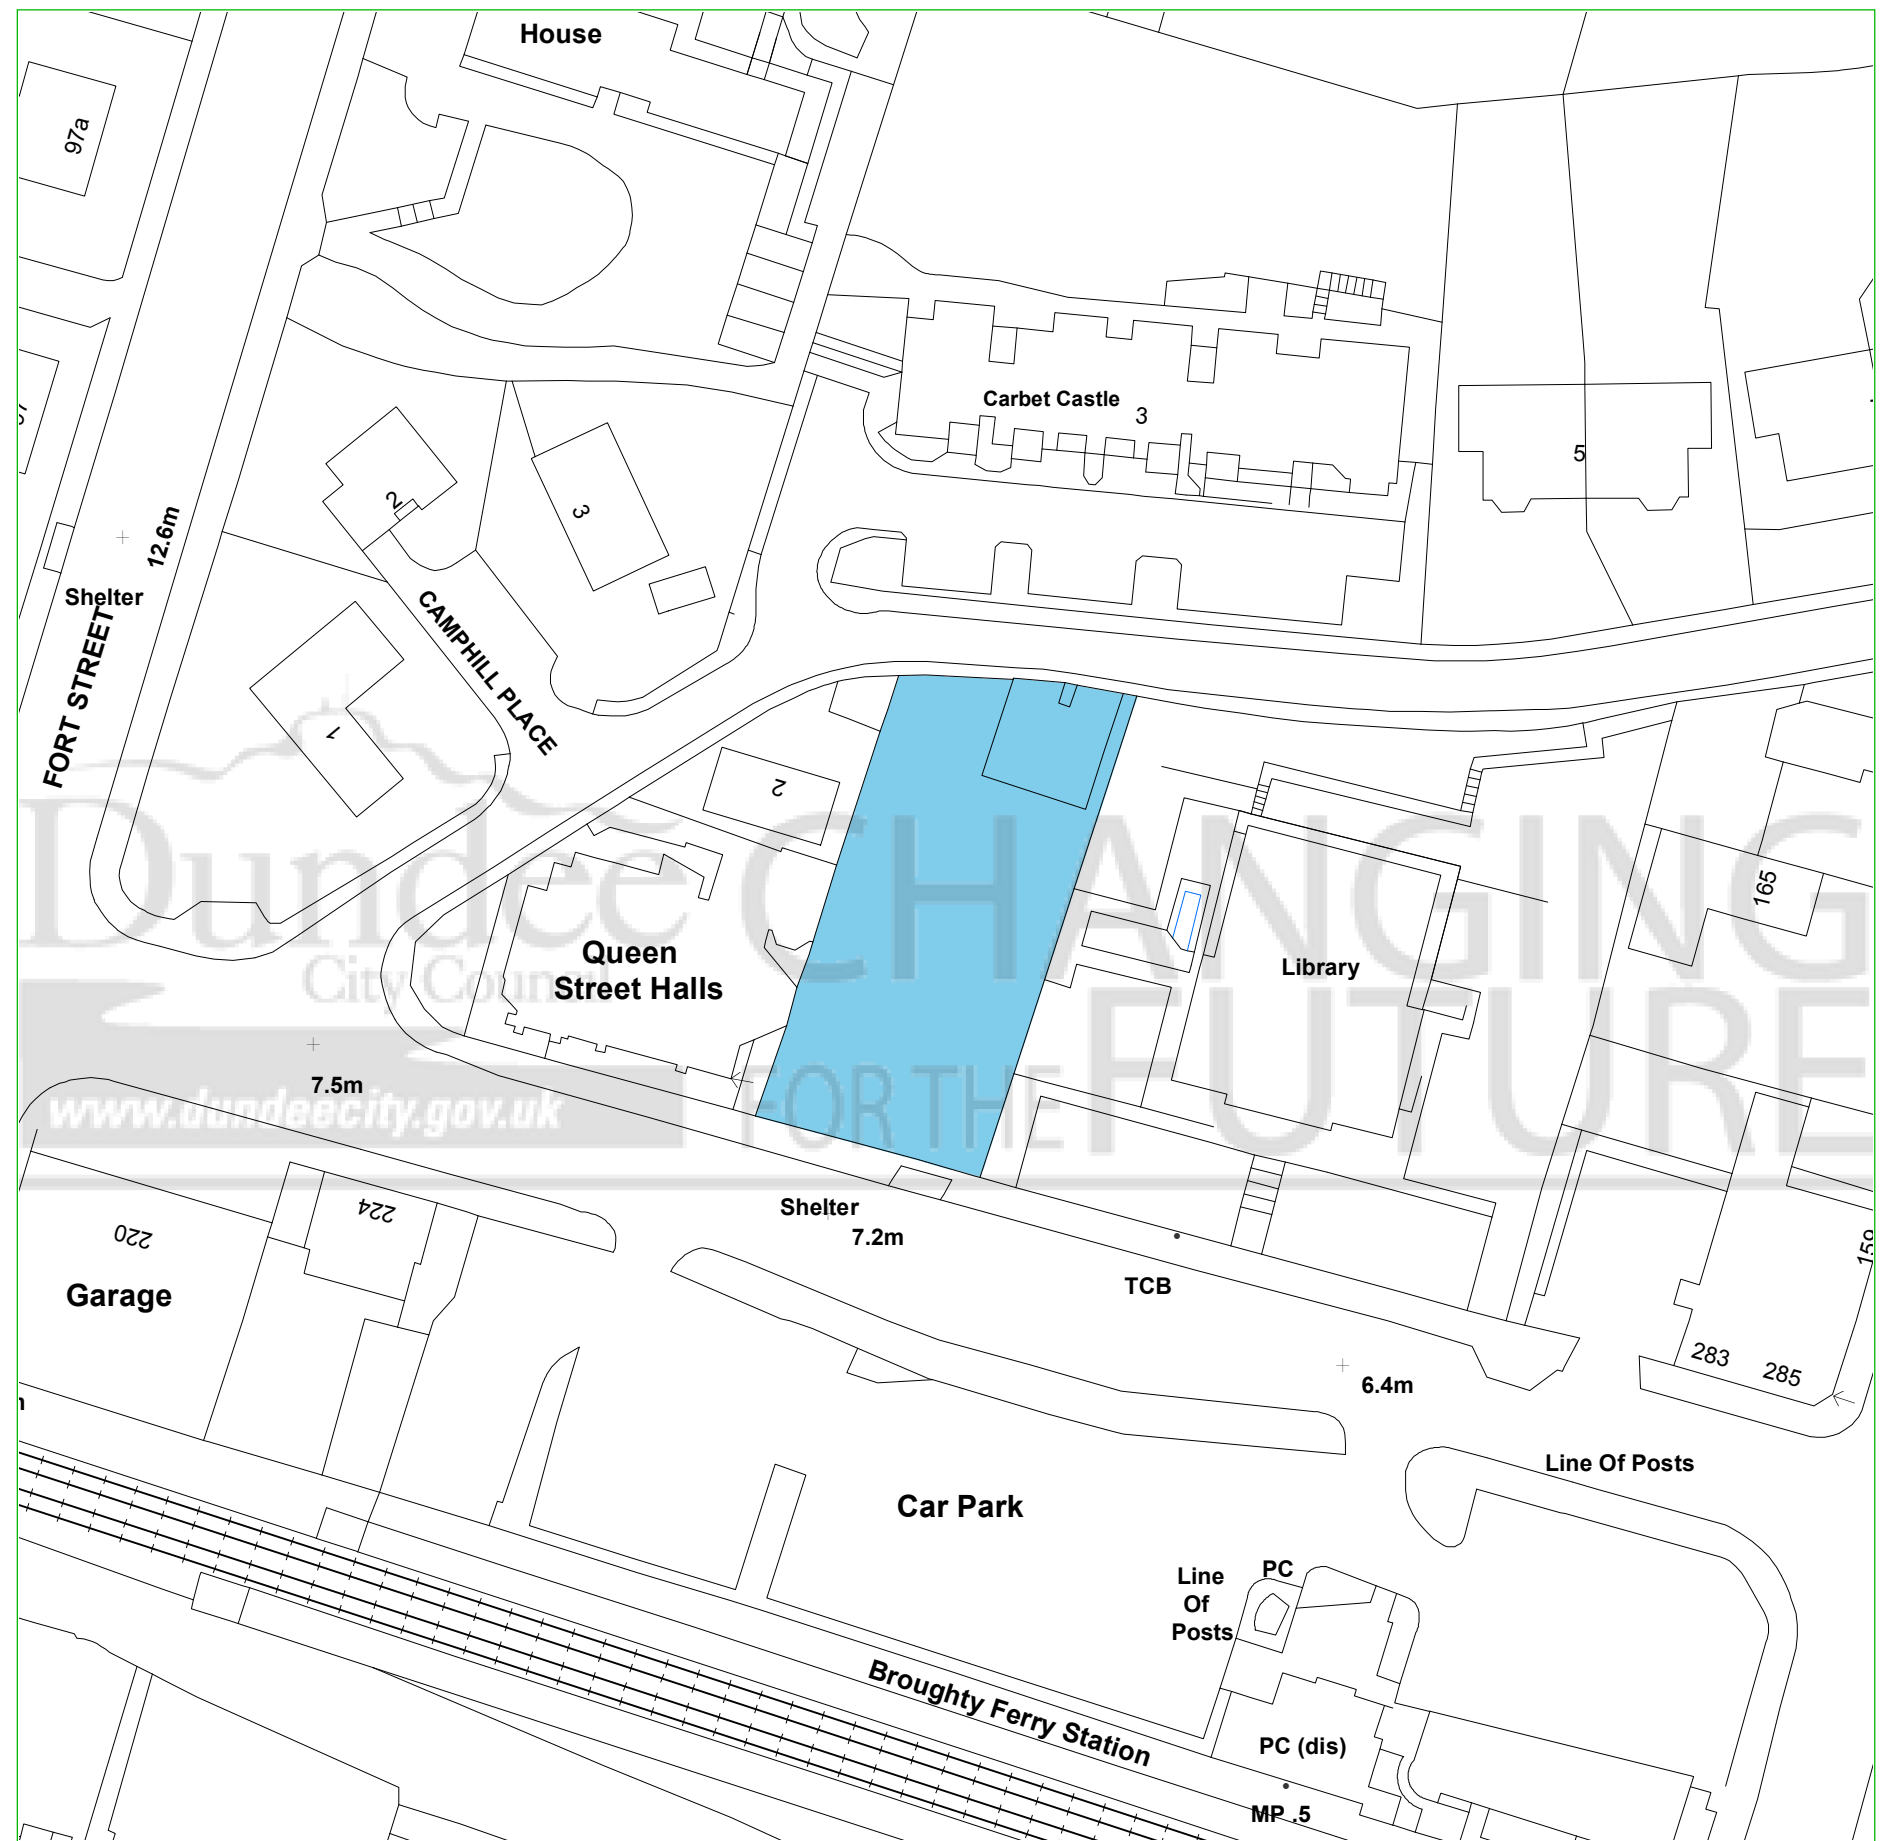 House
97a
Carbet Castle
3
5
2
3
12.6m
Shelter
FORT STREET
CAMPHILL PLACE
1
2
Dundee
City Council
www.dundeecity.gov.uk
CHANGING
FOR THE FUTURE
165
Library
Queen
Street Halls
7.5m
Shelter
7.2m
224
220
159
TCB
Garage
283
285
6.4m
Line Of Posts
Car Park
Line
Of
Posts
PC
Broughty Ferry Station
PC (dis)
MP .5